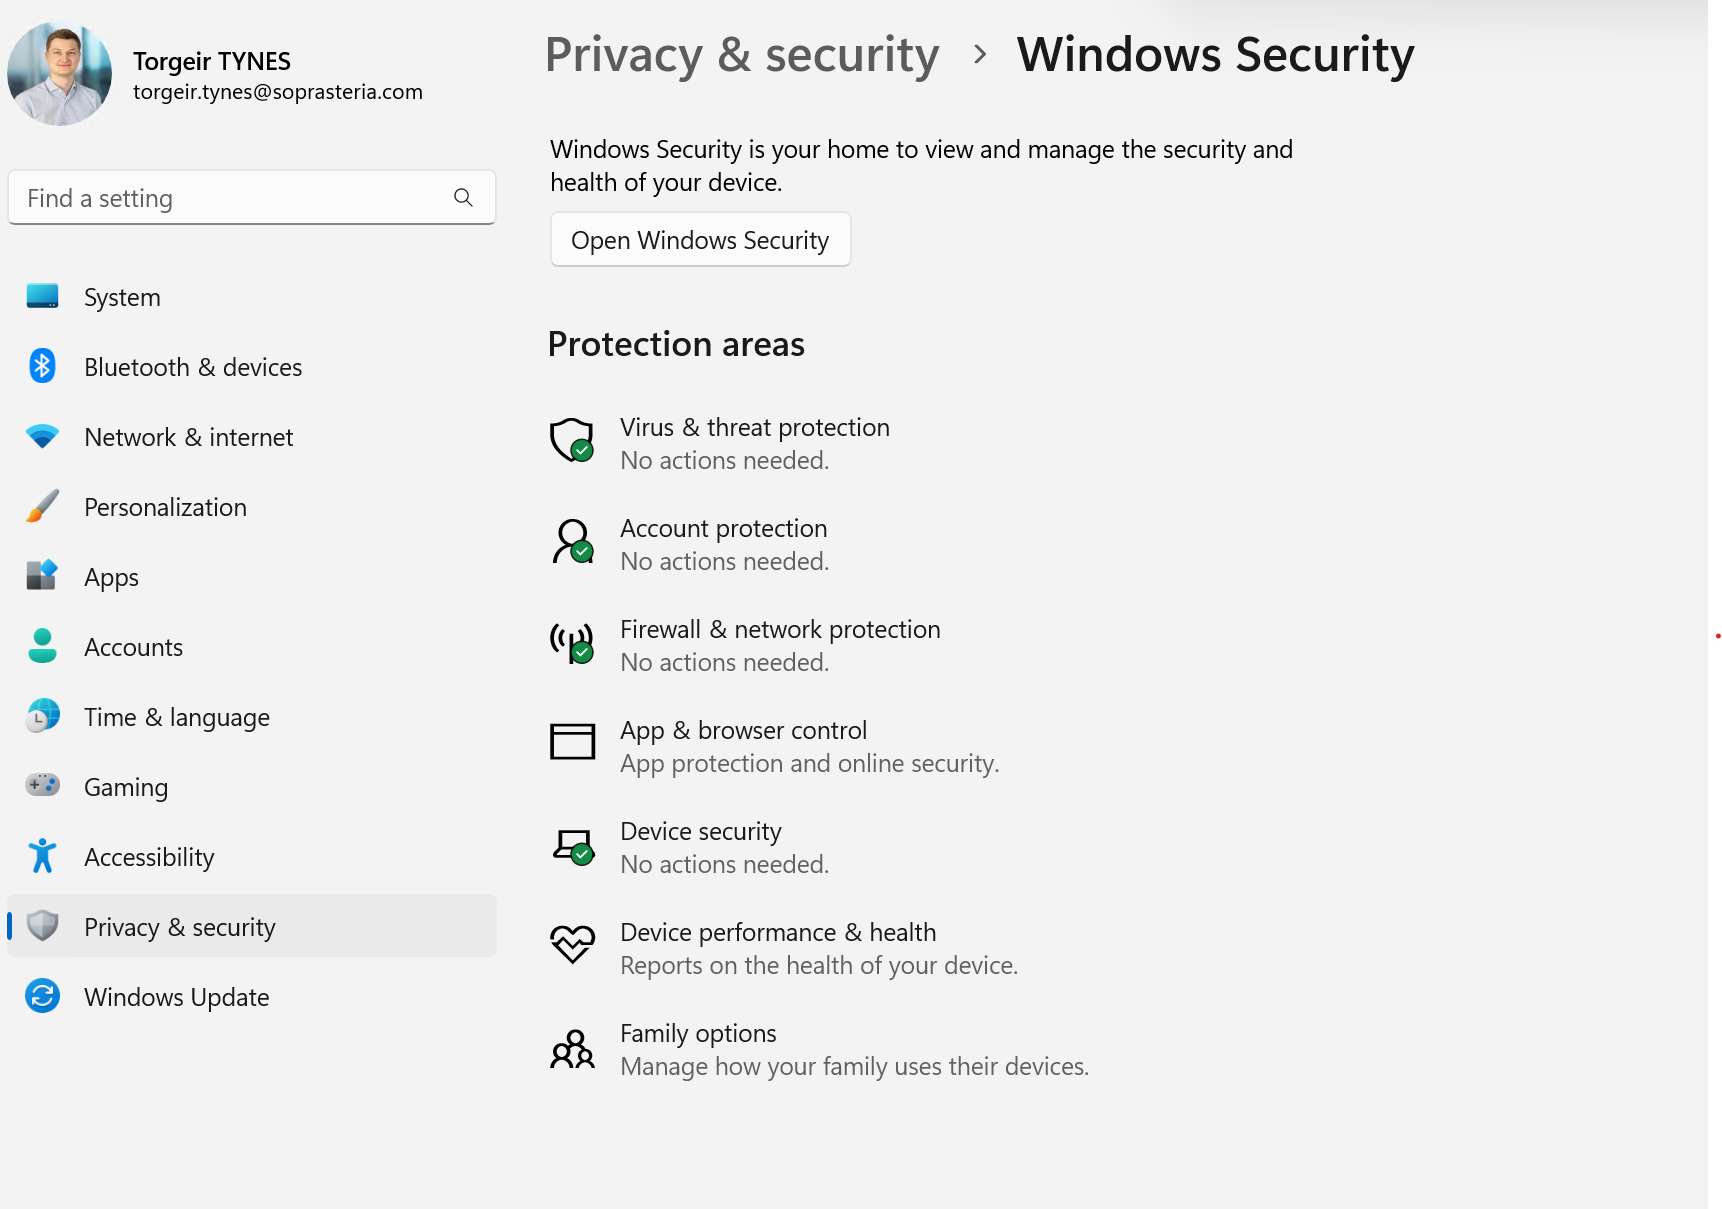 Torgeir TYNES
torgeir.tynes@soprasteria.com
Find a setting
System
Bluetooth & devices
Network & internet
Personalization
Apps
Accounts
Time & language
Gaming
Accessibility
Privacy & security
Windows Update
Privacy & security > Windows Security
Windows Security is your home to view and manage the security and
health of your device.
Open Windows Security
Protection areas
Virus & threat protection
No actions needed.
Account protection
No actions needed.
Firewall & network protection
No actions needed.
App & browser control
App protection and online security.
Device security
No actions needed.
Device performance & health
Reports on the health of your device.
Family options
Manage how your family uses their devices.